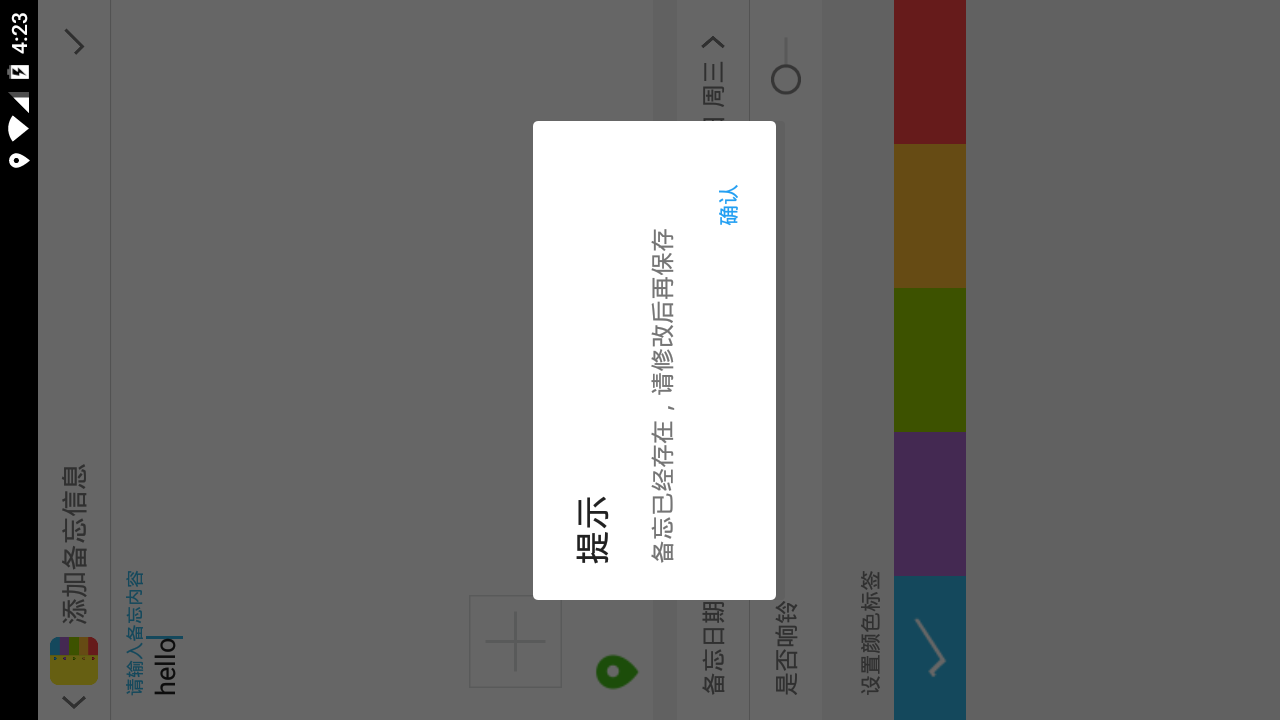 4:23
添加备忘信息
请输入备忘内容
hello
提示
备忘已经存在，请修改后再保存
确认
备忘日期
周三
是否响铃
设置颜色标签